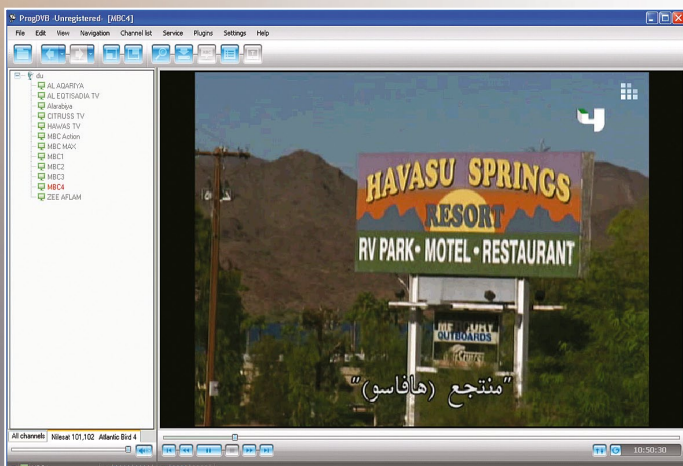 ProgDVB -Unregistered- [MBC4]
File Edit View Navigation Channel list Service Plugins Settings Help
du
AL AQARIYA
AL EQTISADIA TV
Alarabiya
CITRUSS TV
HAWAS TV
MBC Action
MBC MAX
MBC1
MBC2
MBC3
MBC4
ZEE AFLAM
HAVASU SPRINGS
RESORT
RV PARK • MOTEL • RESTAURANT
MERCURY
OUTBOARDS
"منتجع (هافاسو)"
All channels Nilesat 101,102 Atlantic Bird 4
10:50:30